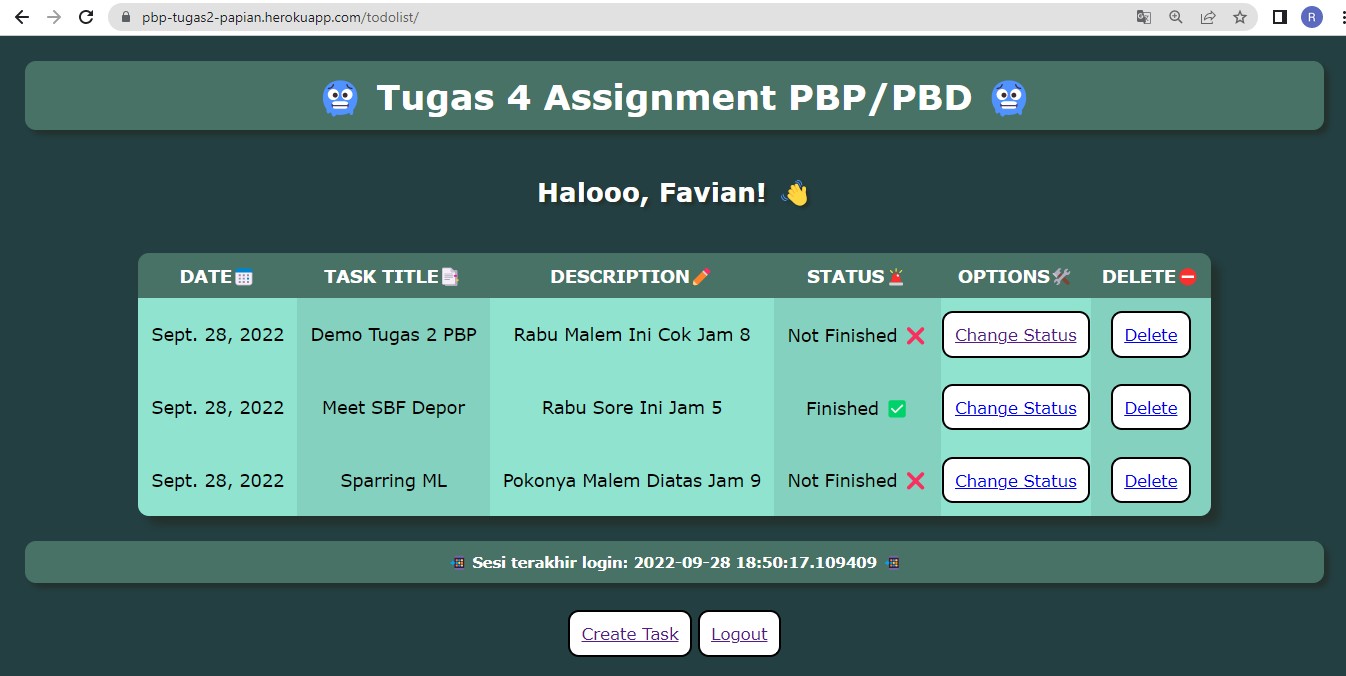 pbp-tugas2-papian.herokuapp.com/todolist/
R
🥶 Tugas 4 Assignment PBP/PBD 🥶
Halooo, Favian! 👋
DATE📅 TASK TITLE📑 DESCRIPTION✏️ STATUS🚨 OPTIONS🛠️ DELETE⛔
Sept. 28, 2022 Demo Tugas 2 PBP Rabu Malem Ini Cok Jam 8 Not Finished ❌ Change Status Delete
Sept. 28, 2022 Meet SBF Depor Rabu Sore Ini Jam 5 Finished ✅ Change Status Delete
Sept. 28, 2022 Sparring ML Pokonya Malem Diatas Jam 9 Not Finished ❌ Change Status Delete
Sesi terakhir login: 2022-09-28 18:50:17.109409
Create Task Logout